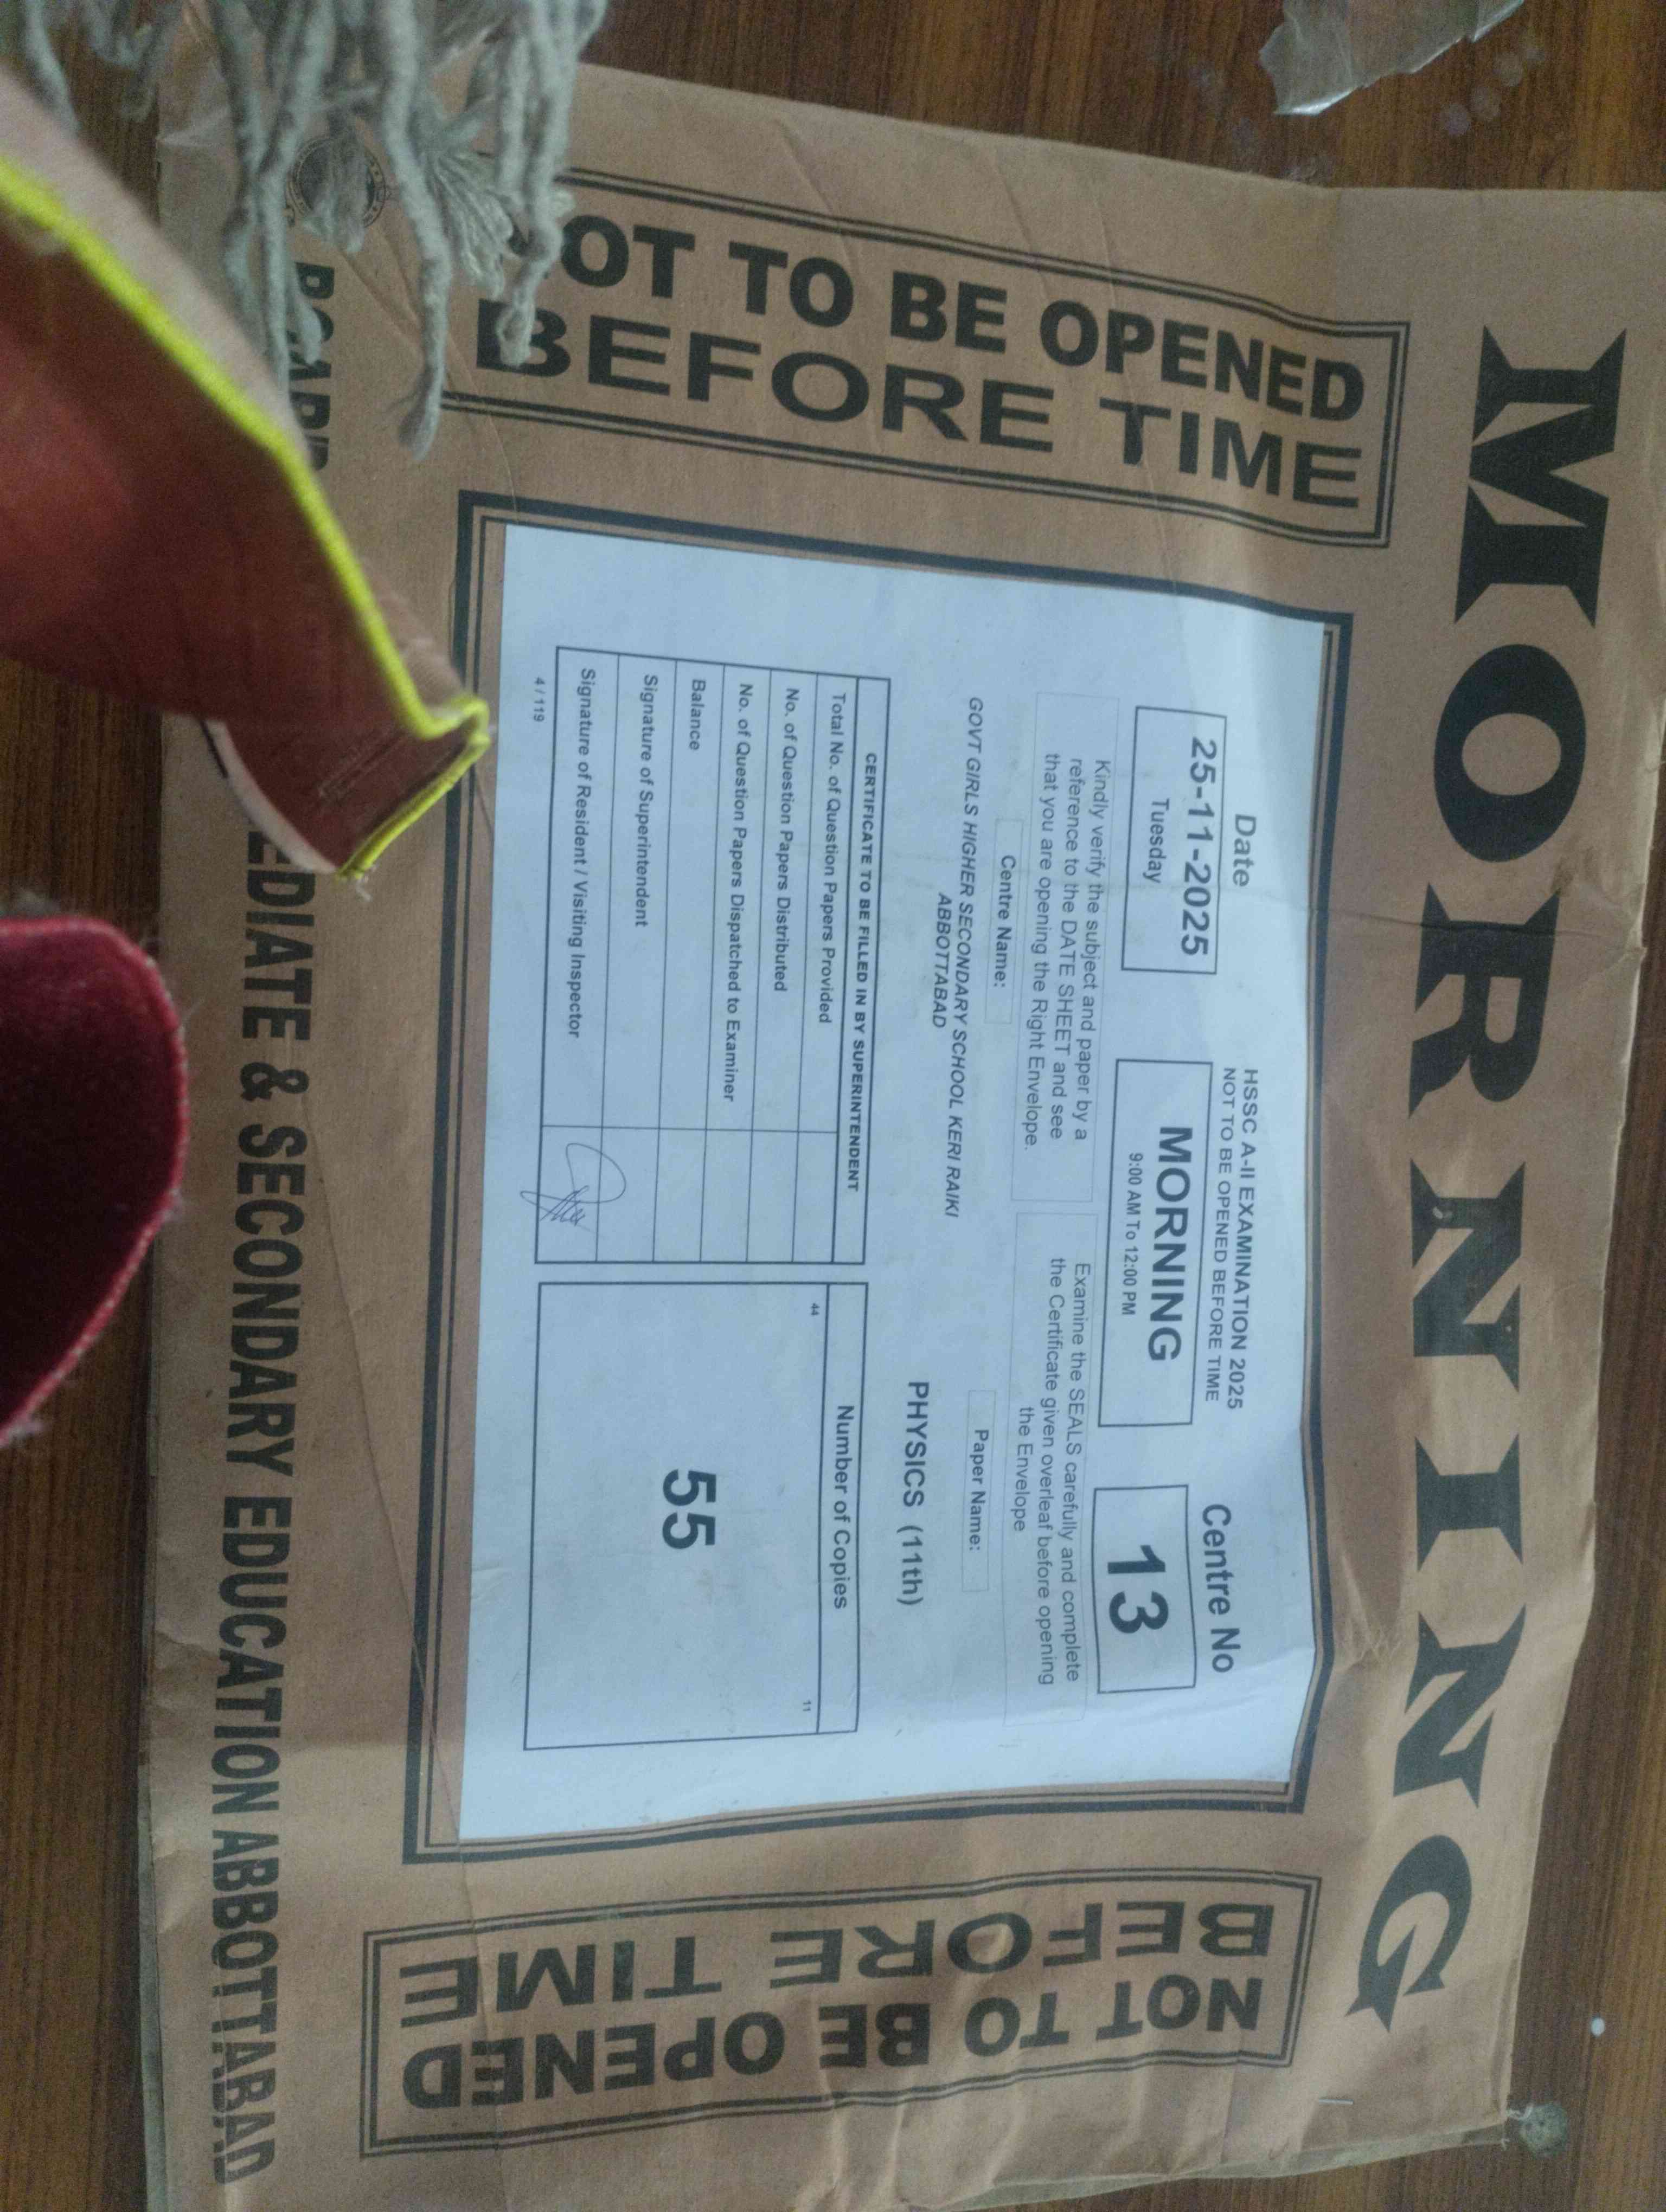 MORNING
OT TO BE OPENED
BEFORE TIME
Date
25-11-2025
Tuesday
HSSC A-II EXAMINATION 2025
NOT TO BE OPENED BEFORE TIME
MORNING
9:00 AM To 12:00 PM
Centre No
13
Kindly verify the subject and paper by a
reference to the DATE SHEET and see
that you are opening the Right Envelope.
Examine the SEALS carefully and complete
the Certificate given overleaf before opening
the Envelope
Centre Name:
GOVT GIRLS HIGHER SECONDARY SCHOOL KERI RAIKI
ABBOTTABAD
Paper Name:
PHYSICS (11th)
CERTIFICATE TO BE FILLED IN BY SUPERINTENDENT
Total No. of Question Papers Provided
No. of Question Papers Distributed
No. of Question Papers Dispatched to Examiner
Balance
Signature of Superintendent
Signature of Resident / Visiting Inspector
4 / 119
Number of Copies
44
11
55
NOT TO BE OPENED
BEFORE TIME
BOARD
EDIATE & SECONDARY EDUCATION ABBOTTABAD